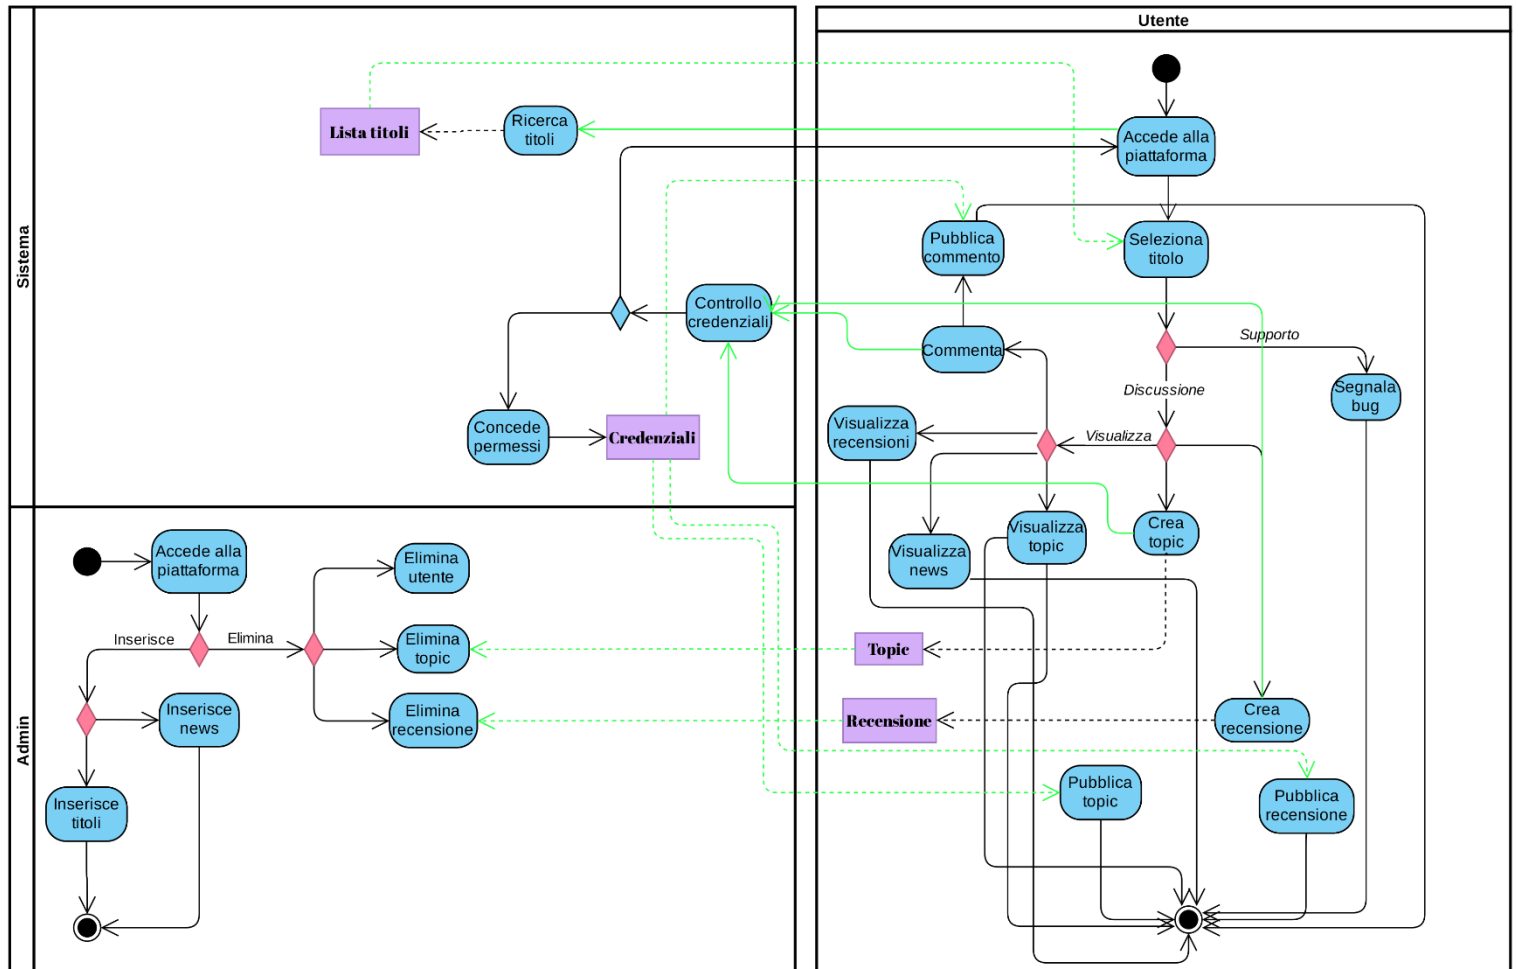 Utente
Sistema
Lista titoli
Ricerca
titoli
Accede alla
piattaforma
Pubblica
commento
Seleziona
titolo
Controllo
credenziali
Commenta
Supporto
Segnala
bug
Discussione
Concede
permessi
Credenziali
Visualizza
recensioni
Visualizza
Visualizza
news
Visualizza
topic
Crea
topic
Topic
Recensione
Crea
recensione
Pubblica
topic
Pubblica
recensione
Admin
Accede alla
piattaforma
Elimina
utente
Inserisce
Elimina
Elimina
topic
Inserisce
news
Elimina
recensione
Inserisce
titoli